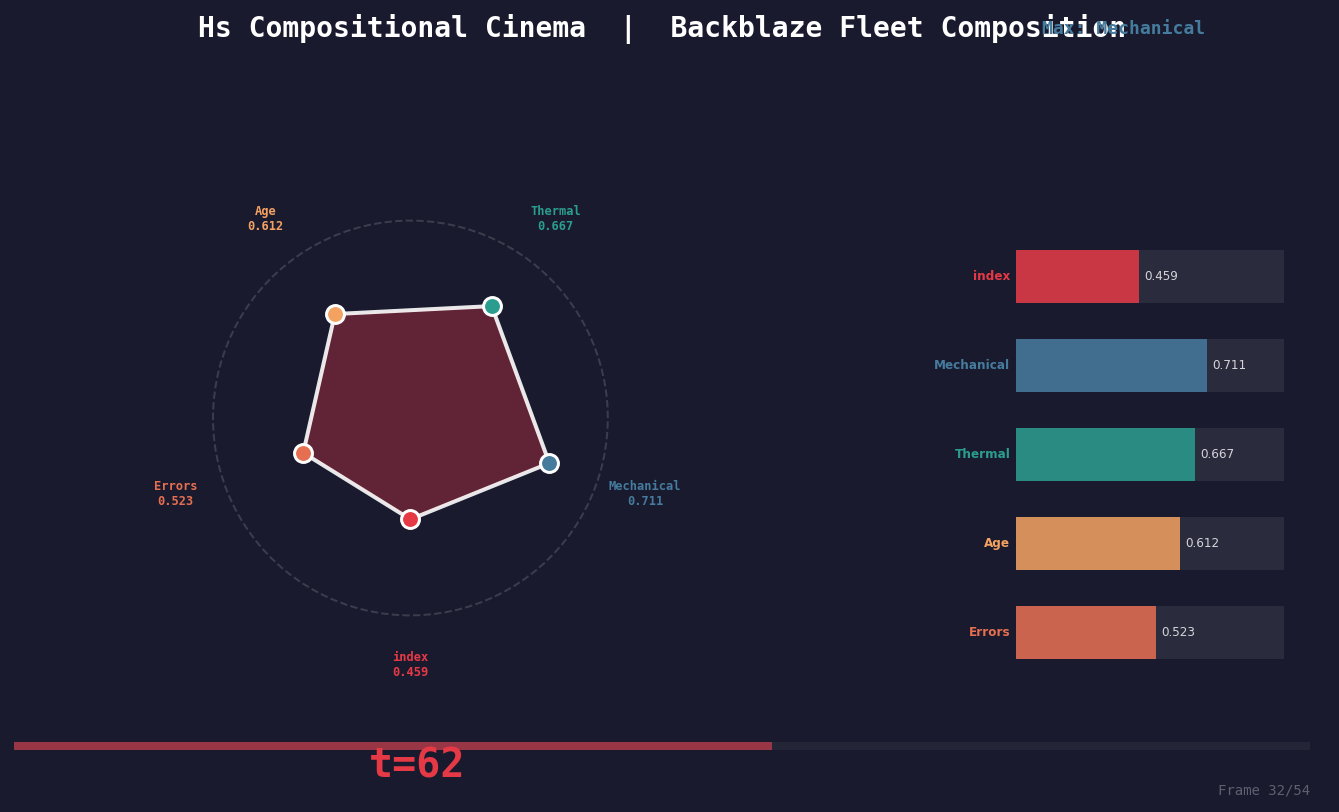 Hs Compositional Cinema  |  Backblaze Fleet Composition
Max: Mechanical
Age
0.612
Thermal
0.667
Errors
0.523
Mechanical
0.711
index
0.459
index 0.459
Mechanical 0.711
Thermal 0.667
Age 0.612
Errors 0.523
t=62
Frame 32/54